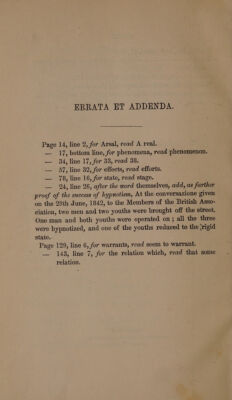 ERRATA ET ADDENDA.
Page 14, line 2, for Arsal, read A real.
— 17, bottom line, for phenomena, read phenomenon.
— 34, line 17, for 33, read 38.
— 57, line 32, for effects, read efforts.
— 78, line 16, for state, read stage.
— 24, line 26, after the word themselves, add, as further
proof of the success of hypnotism, At the conversazione given
on the 29th June, 1842, to the Members of the British Asso-
ciation, two men and two youths were brought off the street.
One man and both youths were operated on; all the three
were hypnotized, and one of the youths reduced to the rigid
state.
Page 129, line 6, for warrants, read seem to warrant.
— 143, line 7, for the relation which, read that some
relation.